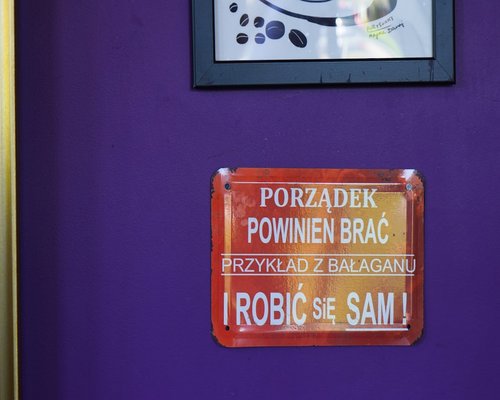 PORZĄDEK
POWINIEN BRAĆ
PRZYKŁAD Z BAŁAGANU
I ROBIĆ SiĘ SAM !